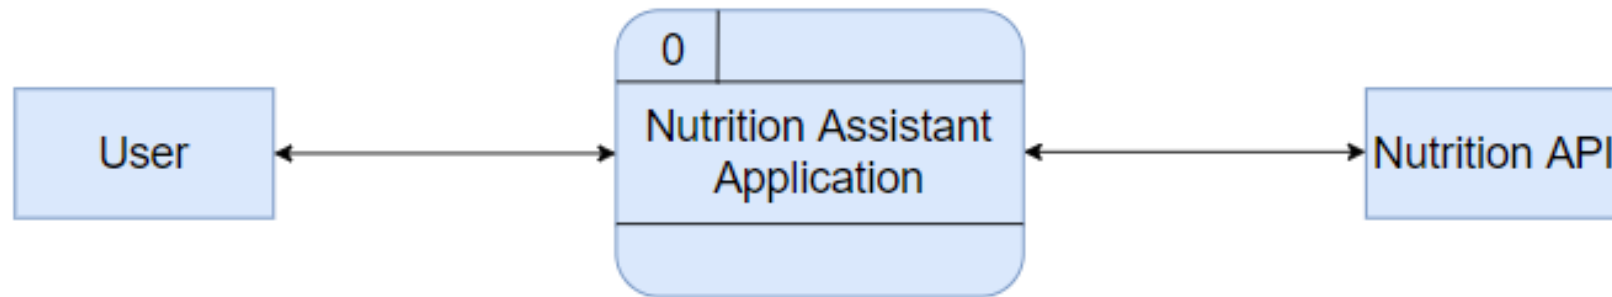 0
User
Nutrition Assistant
Application
Nutrition API